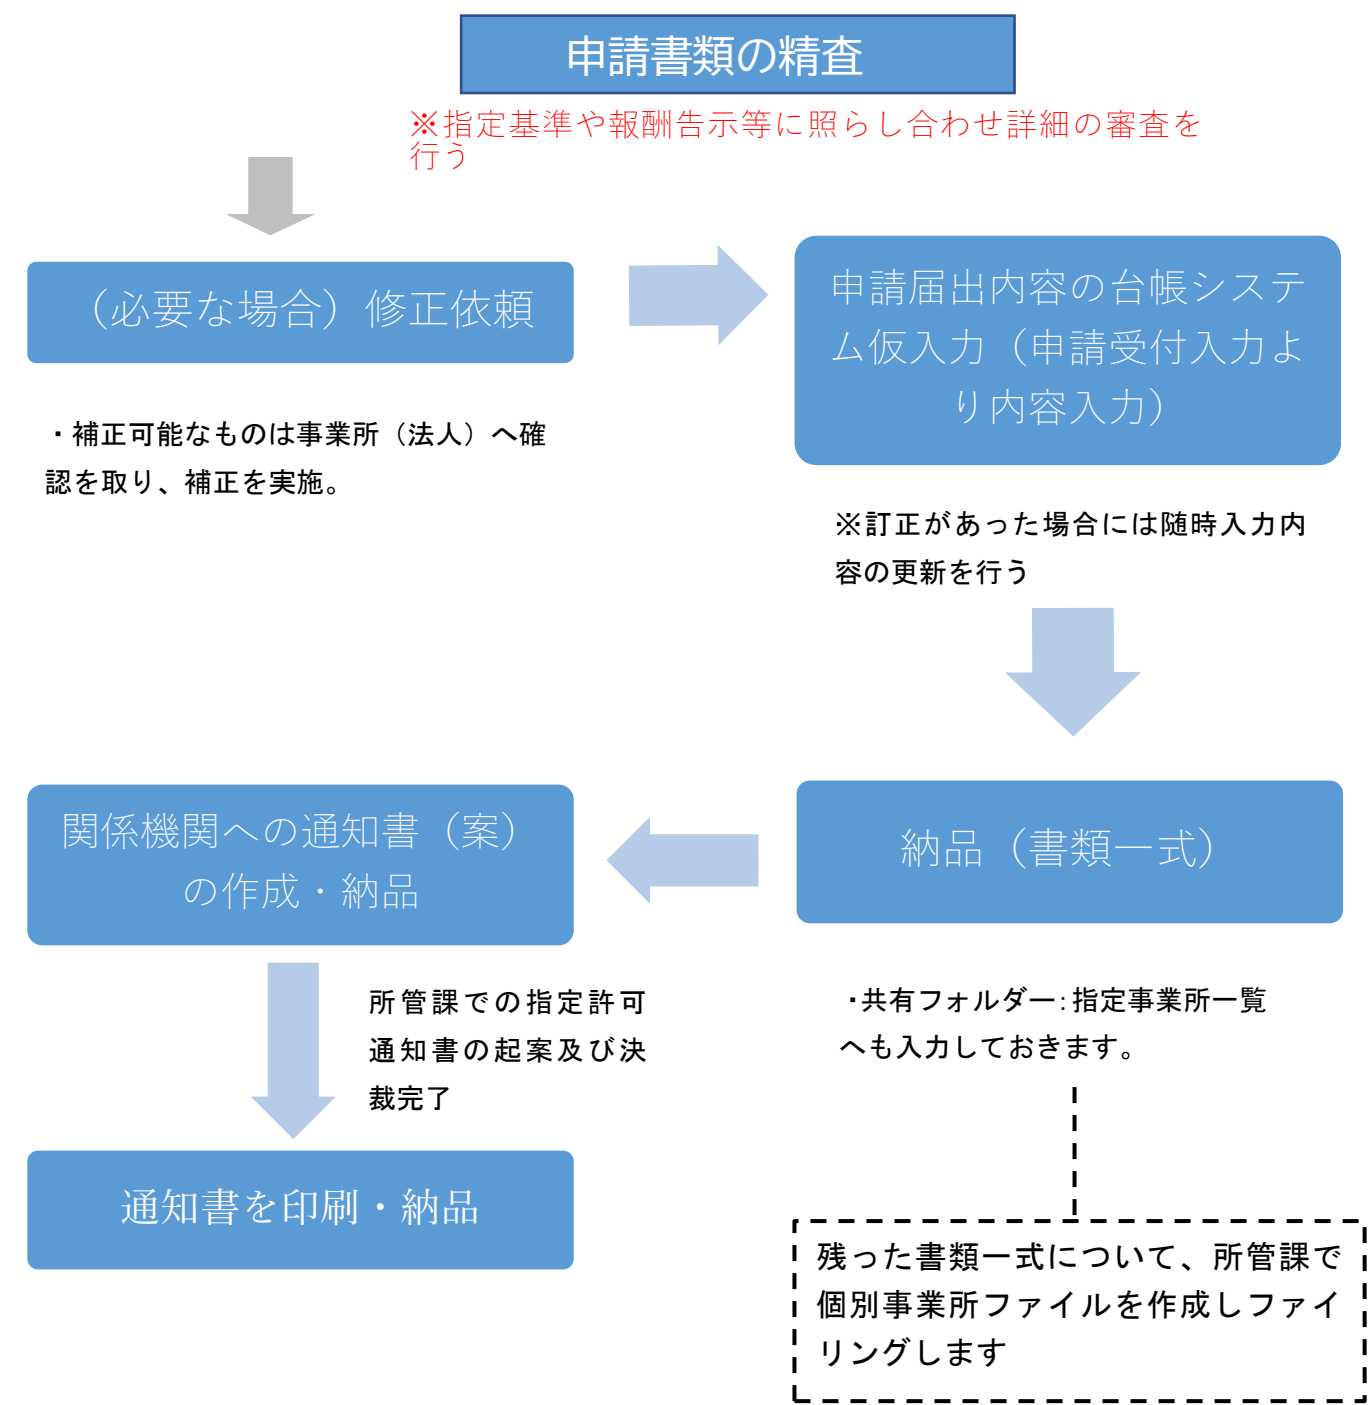 申請書類の精査
※指定基準や報酬告示等に照らし合わせ詳細の審査を
行う
（必要な場合）修正依頼
・補正可能なものは事業所（法人）へ確
認を取り、補正を実施。
申請届出内容の台帳システ
ム仮入力（申請受付入力よ
り内容入力）
※訂正があった場合には随時入力内
容の更新を行う
納品（書類一式）
・共有フォルダー：指定事業所一覧
へも入力しておきます。
残った書類一式について、所管課で
個別事業所ファイルを作成しファイ
リングします
関係機関への通知書（案）
の作成・納品
所管課での指定許可
通知書の起案及び決
裁完了
通知書を印刷・納品